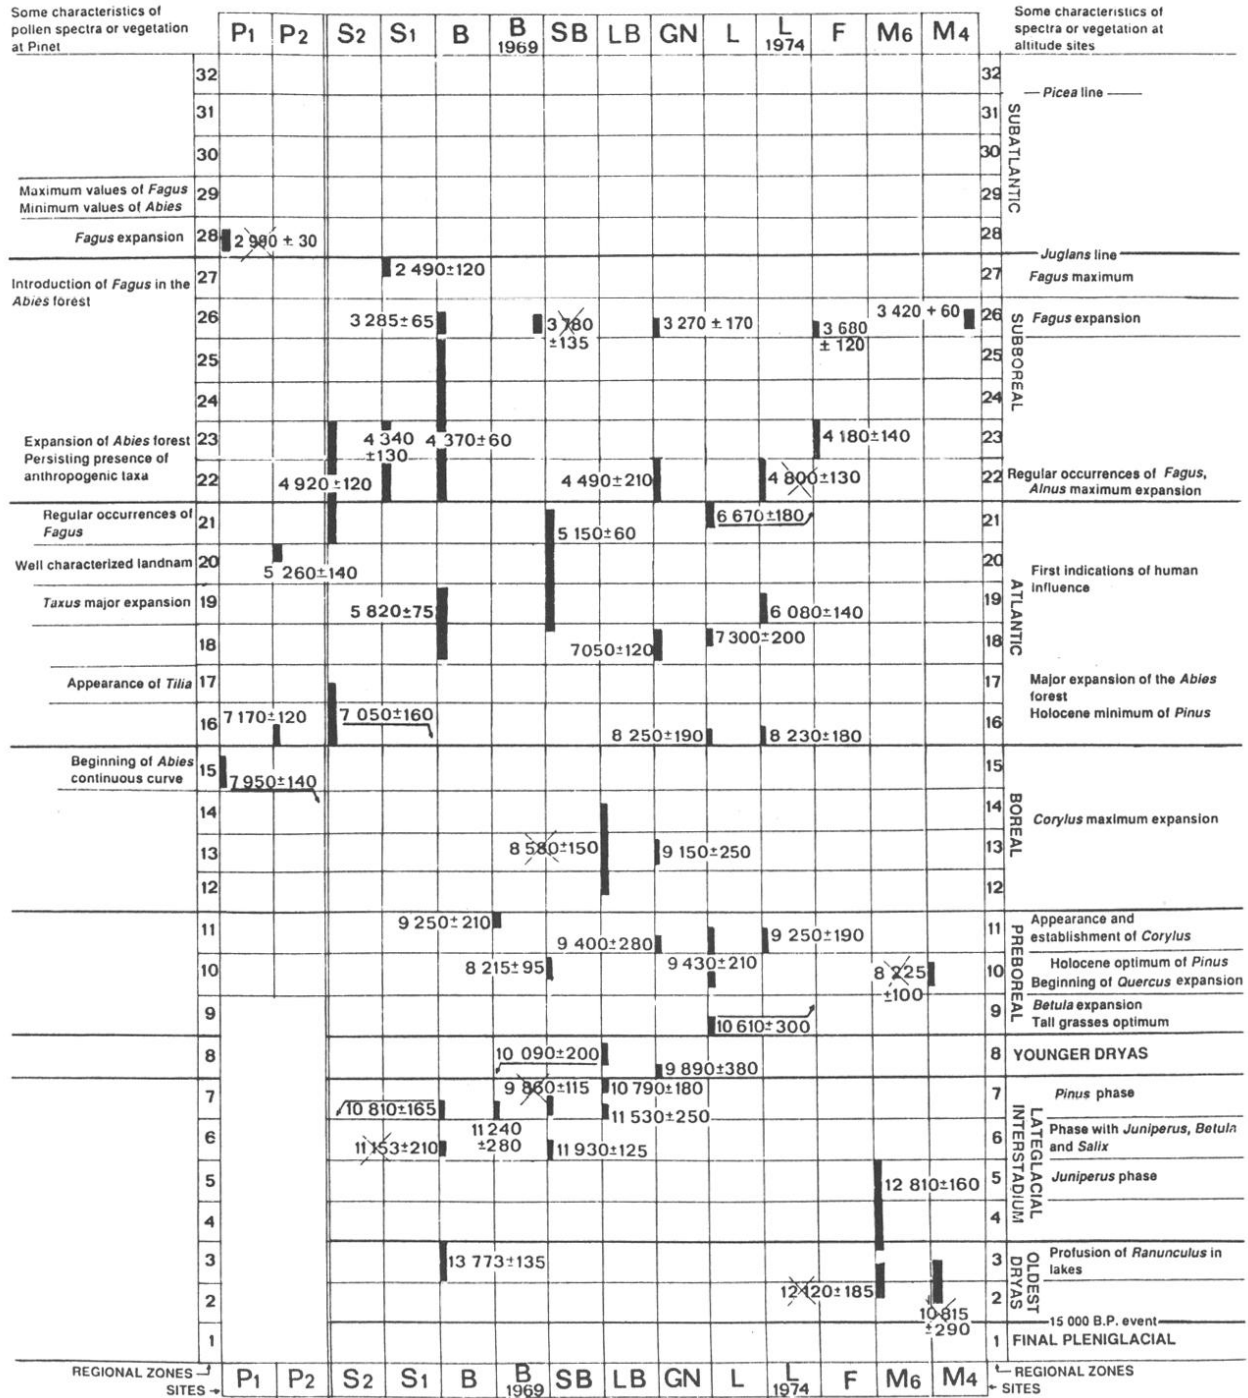 Some characteristics of
pollen spectra or vegetation
at Pinet
P1 P2 S2 S1 B B 1969 SB LB GN L L 1974 F M6 M4
Some characteristics of
spectra or vegetation at
altitude sites
32 32
Picea line
31 31
30 30
SUBATLANTIC
Maximum values of Fagus
Minimum values of Abies
29 29
Fagus expansion 28 2 980 ± 30 28
Juglans line
Introduction of Fagus in the
Abies forest
27 2 490±120 27 Fagus maximum
26 3 285±65 3 780
±135
3 270 ± 170 3 680
± 120
3 420 + 60 26 Fagus expansion
25 25
SUBBOREAL
24 24
Expansion of Abies forest
Persisting presence of
anthropogenic taxa
23 4 340
±130
4 370±60 4 180±140 23
22 4 920±120 4 490±210 4 800±130 22
Regular occurrences of Fagus,
Alnus maximum expansion
Regular occurrences of
Fagus
21 5 150±60 6 670±180 21
Well characterized landnam 20 5 260±140 20
First indications of human
influence
ATLANTIC
Taxus major expansion 19 5 820±75 6 080±140 19
18 7050±120 7 300±200 18
Appearance of Tilia 17 17
Major expansion of the Abies
forest
Holocene minimum of Pinus
16 7 170±120 7 050±160 8 250±190 8 230±180 16
Beginning of Abies
continuous curve
15 7 950±140 15
14 14
BOREAL
Corylus maximum expansion
13 8 580±150 9 150±250 13
12 12
11 9 250±210 9 400±280 9 250±190 11
Appearance and
establishment of Corylus
PREBOREAL
10 8 215±95 9 430±210 8 225
±100
10
Holocene optimum of Pinus
Beginning of Quercus expansion
9 10 610±300 9
Betula expansion
Tall grasses optimum
8 10 090±200 9 890±380 8 YOUNGER DRYAS
7 10 810±165 9 860±115 10 790±180 7 Pinus phase
11 530±250
LATEGLACIAL
INTERSTADIUM
6 11 153±210 11 240
±280
11 930±125 6
Phase with Juniperus, Betula
and Salix
5 12 810±160 5 Juniperus phase
4 4
3 13 773±135 3
Profusion of Ranunculus in
lakes
OLDEST
DRYAS
2 12 120±185 10 815
±290
2
15 000 B.P. event
1 1 FINAL PLENIGLACIAL
REGIONAL ZONES
SITES
P1 P2 S2 S1 B B 1969 SB LB GN L L 1974 F M6 M4
REGIONAL ZONES
SITES